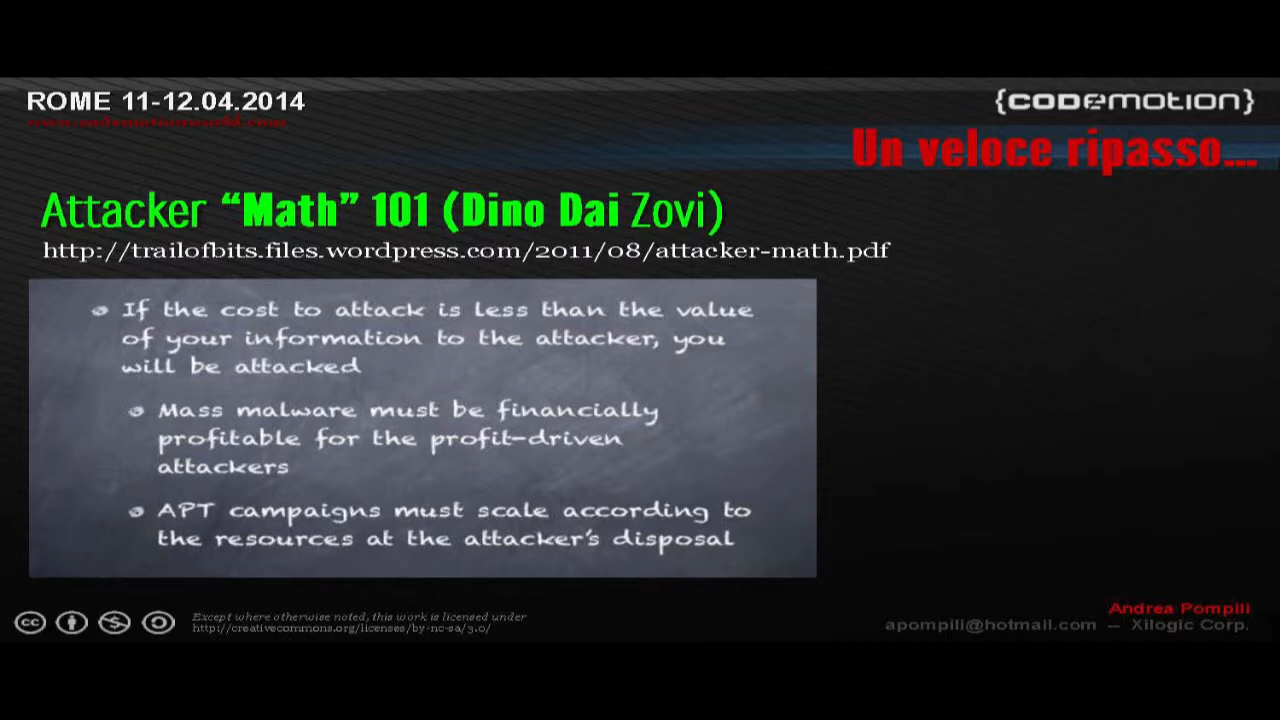 ROME 11-12.04.2014
{CODEMOTION}
www.codemotionworld.com
Un veloce ripasso...
Attacker “Math” 101 (Dino Dai Zovi)
http://trailofbits.files.wordpress.com/2011/08/attacker-math.pdf
If the cost to attack is less than the value
of your information to the attacker, you
will be attacked
Mass malware must be financially
profitable for the profit-driven
attackers
APT campaigns must scale according to
the resources at the attacker's disposal
Except where otherwise noted, this work is licensed under
http://creativecommons.org/licenses/by-nc-sa/3.0/
Andrea Pompili
apompili@hotmail.com – Xilogic Corp.